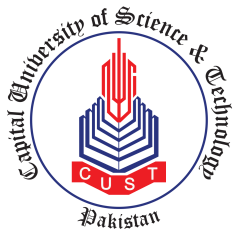 Capital University of Science & Technology
CUST
Pakistan